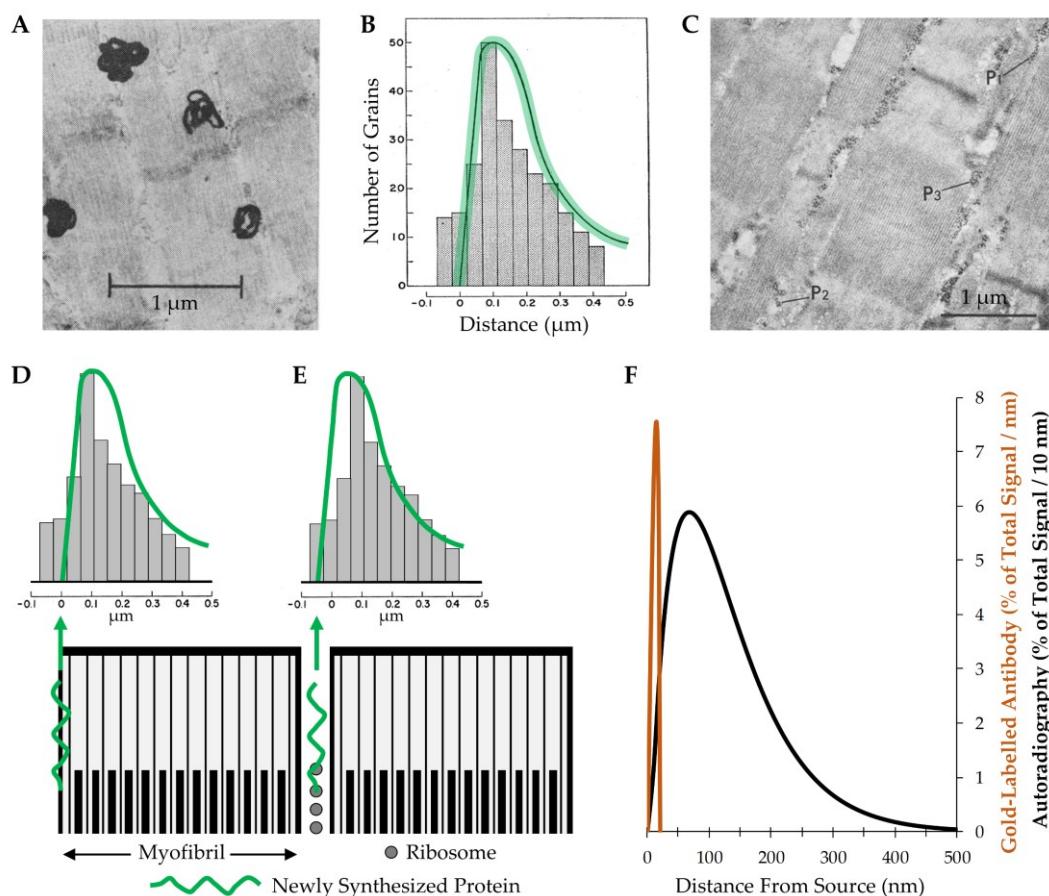 A
1 µm
B
Number of Grains
50
40
30
20
10
0
-0.1 0 0.1 0.2 0.3 0.4 0.5
Distance (µm)
C
P1
P3
P2
1 µm
D
-0.1 0 0.1 0.2 0.3 0.4 0.5
µm
E
-0.1 0 0.1 0.2 0.3 0.4 0.5
µm
Myofibril
Ribosome
Newly Synthesized Protein
F
8
7
6
5
4
3
2
1
0
0 100 200 300 400 500
Distance From Source (nm)
Gold-Labelled Antibody (% of Total Signal / nm)
Autoradiography (% of Total Signal / 10 nm)